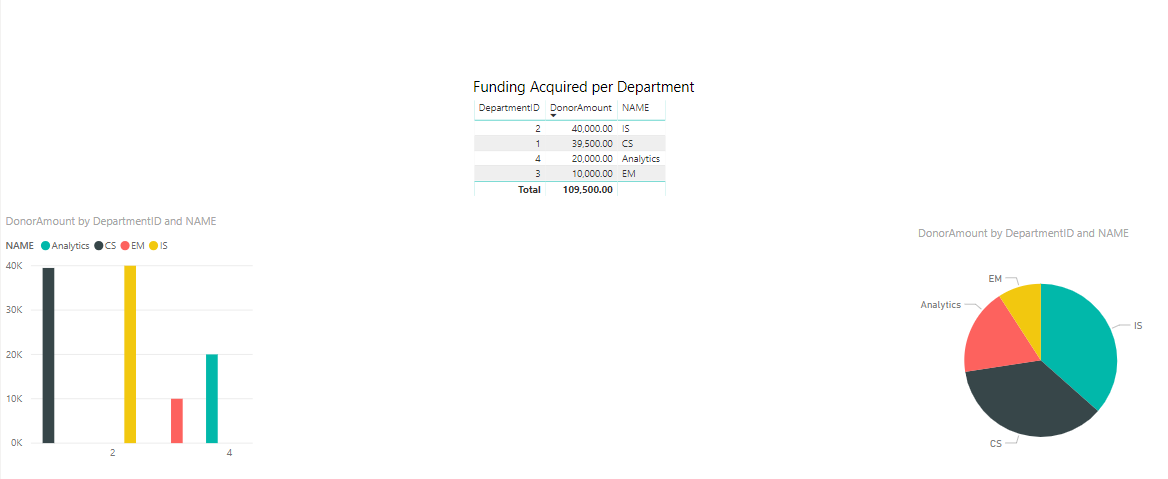 Funding Acquired per Department
DepartmentID DonorAmount NAME
2 40,000.00 IS
1 39,500.00 CS
4 20,000.00 Analytics
3 10,000.00 EM
Total 109,500.00
DonorAmount by DepartmentID and NAME
NAME Analytics CS EM IS
40K
30K
20K
10K
0K
2 4
DonorAmount by DepartmentID and NAME
EM
Analytics
IS
CS